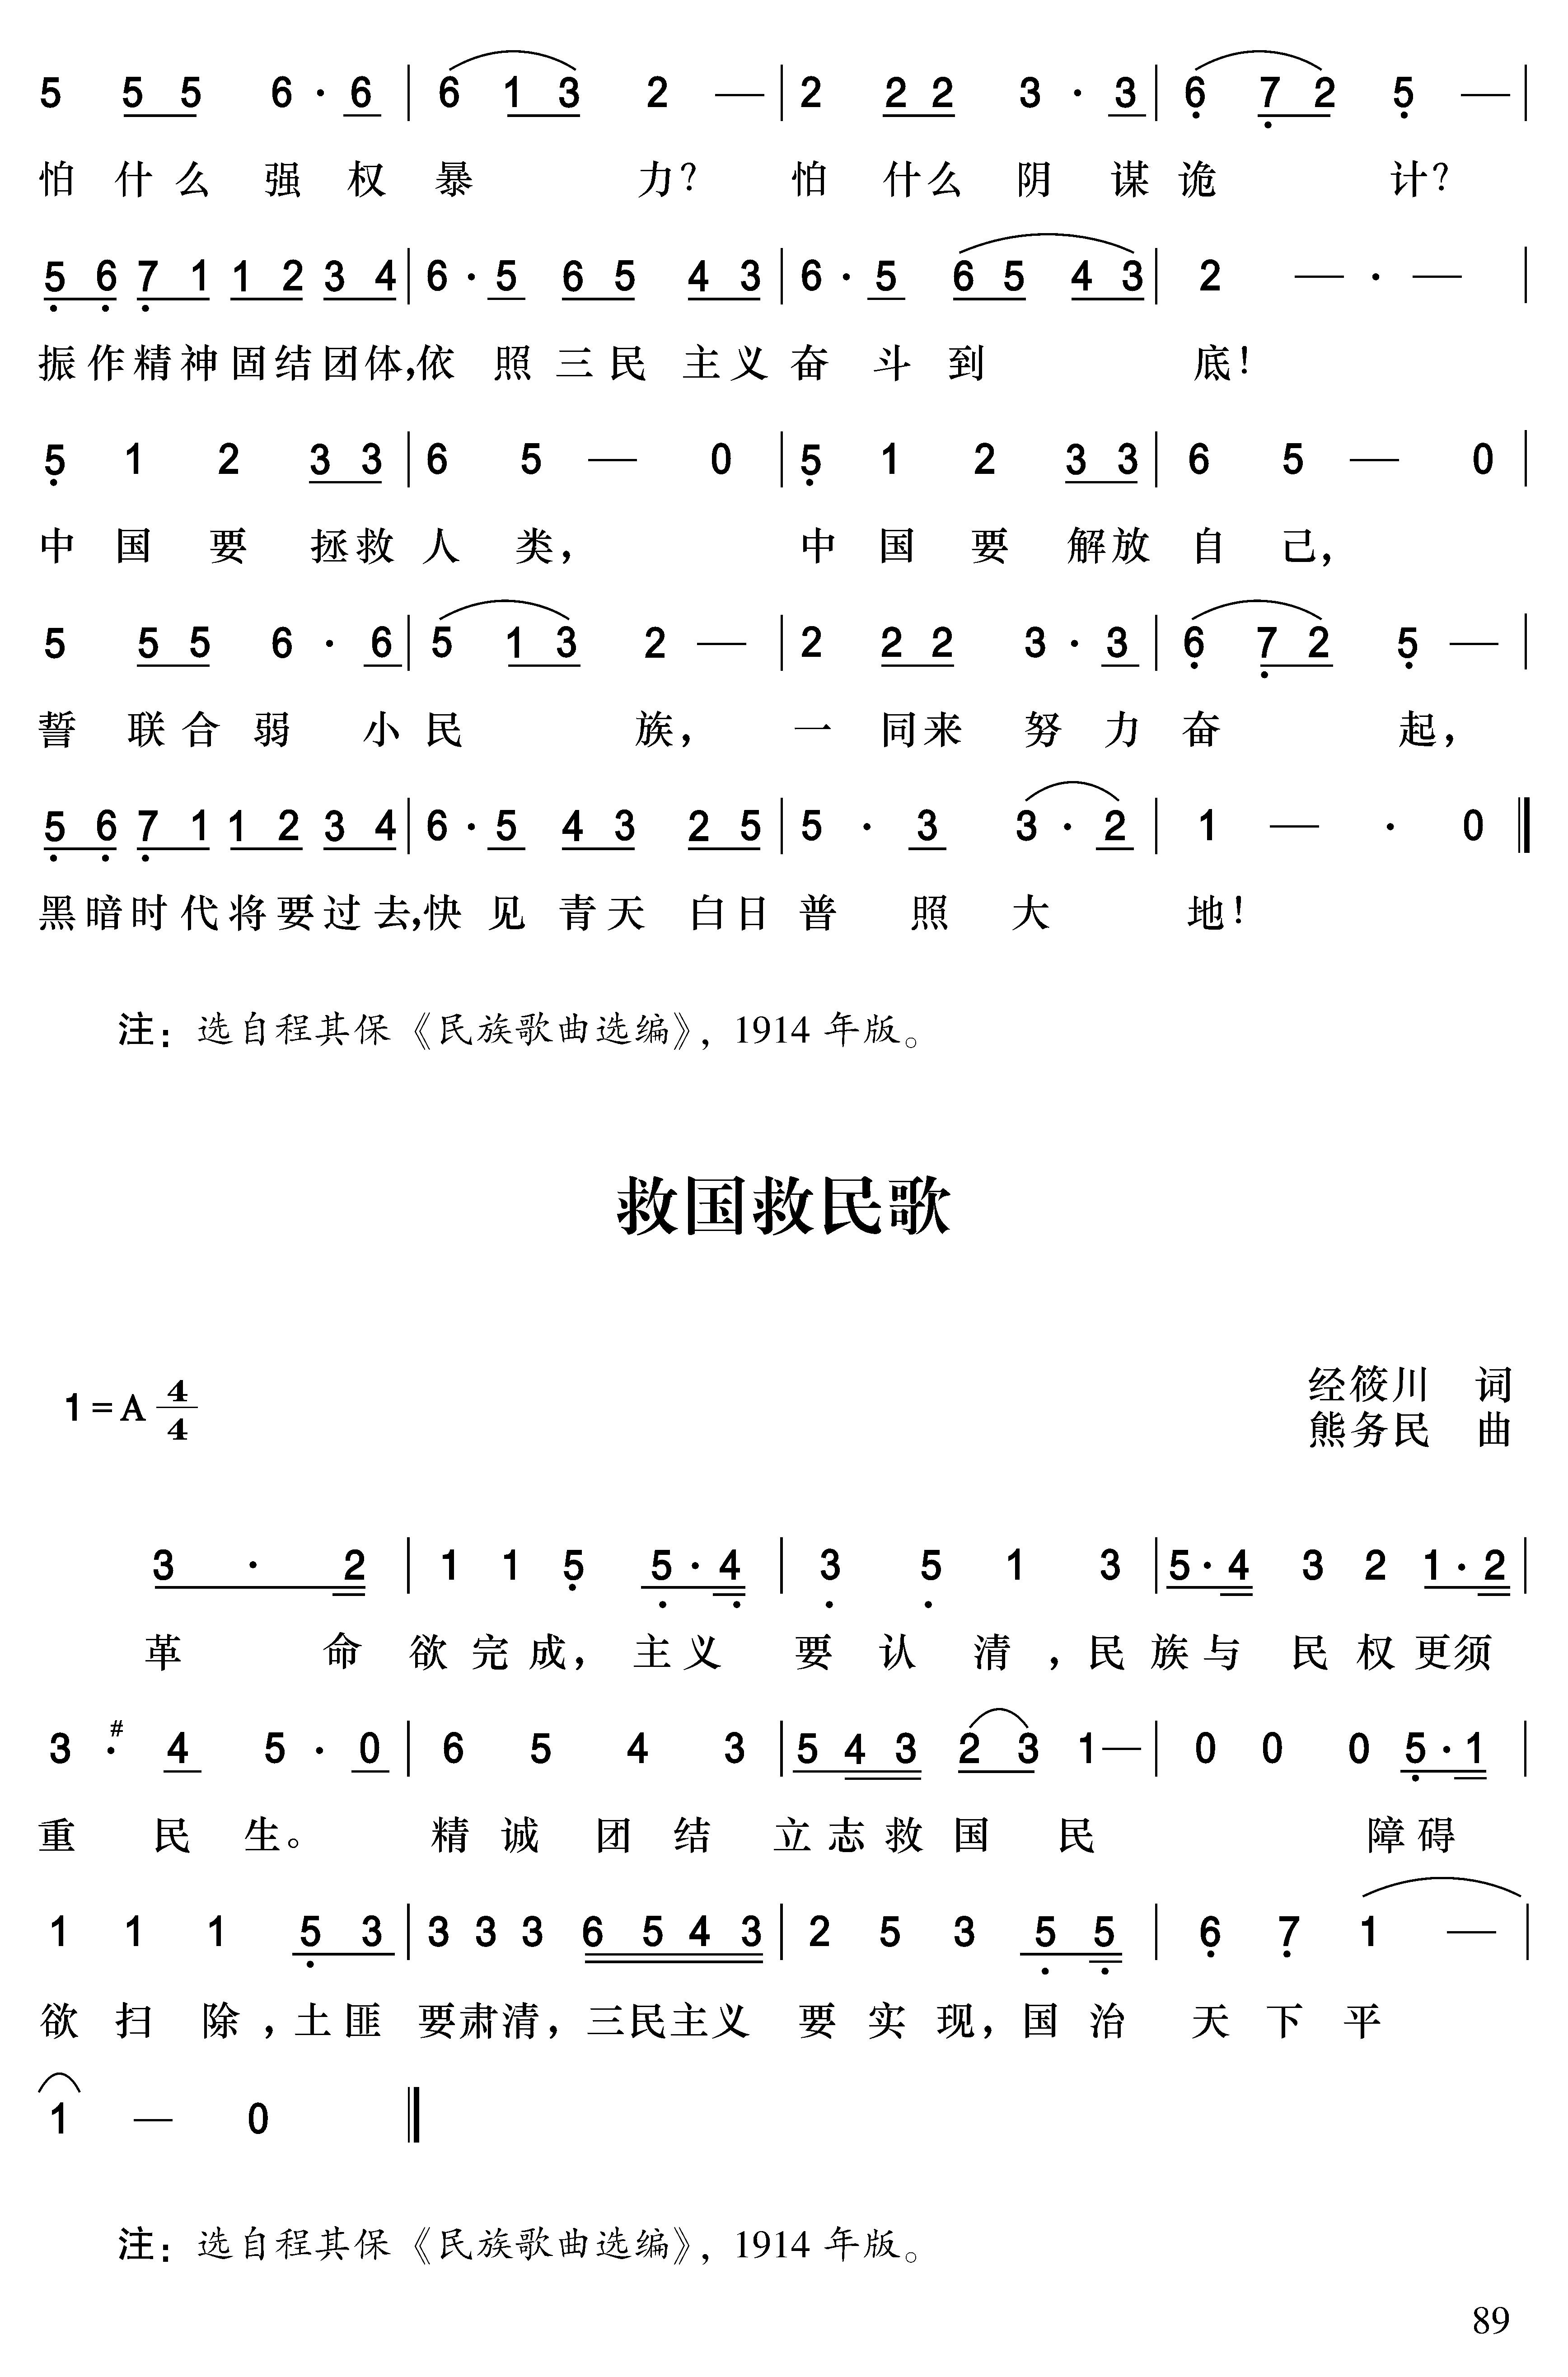 5 5 5 6 · 6 | 6 1 3 2 — | 2 2 2 3 · 3 | 6 7 2 5 — |
怕 什 么 强 权 暴 力？ 怕 什么 阴 谋 诡 计？
5 6 7 1 1 2 3 4 | 6 · 5 6 5 4 3 | 6 · 5 6 5 4 3 | 2 — · — |
振作精神固结团体，依 照 三 民 主 义 奋 斗 到 底！
5 1 2 3 3 | 6 5 — 0 | 5 1 2 3 3 | 6 5 — 0 |
中 国 要 拯救 人 类， 中 国 要 解放 自 己，
5 5 5 6 · 6 | 5 1 3 2 — | 2 2 2 3 · 3 | 6 7 2 5 — |
誓 联 合 弱 小 民 族， 一 同来 努 力 奋 起，
5 6 7 1 1 2 3 4 | 6 · 5 4 3 2 5 | 5 · 3 3 · 2 | 1 — · 0 ‖
黑暗时代将要过去，快 见 青 天 白 日 普 照 大 地！
注：选自程其保《民族歌曲选编》，1914 年版。
救国救民歌
1 = A 4/4
经筱川 词
熊务民 曲
3 · 2 | 1 1 5 5 · 4 | 3 5 1 3 | 5 · 4 3 2 1 · 2 |
革 命 欲 完 成， 主 义 要 认 清 ，民 族 与 民 权 更须
3 · #4 5 · 0 | 6 5 4 3 | 5 4 3 2 3 1 — | 0 0 0 5 · 1 |
重 民 生。 精 诚 团 结 立 志 救 国 民 障 碍
1 1 1 5 3 | 3 3 3 6 5 4 3 | 2 5 3 5 5 | 6 7 1 — |
欲 扫 除 ，土 匪 要肃清，三民主义 要 实 现，国 治 天 下 平
1 — 0 ‖
注：选自程其保《民族歌曲选编》，1914 年版。
89